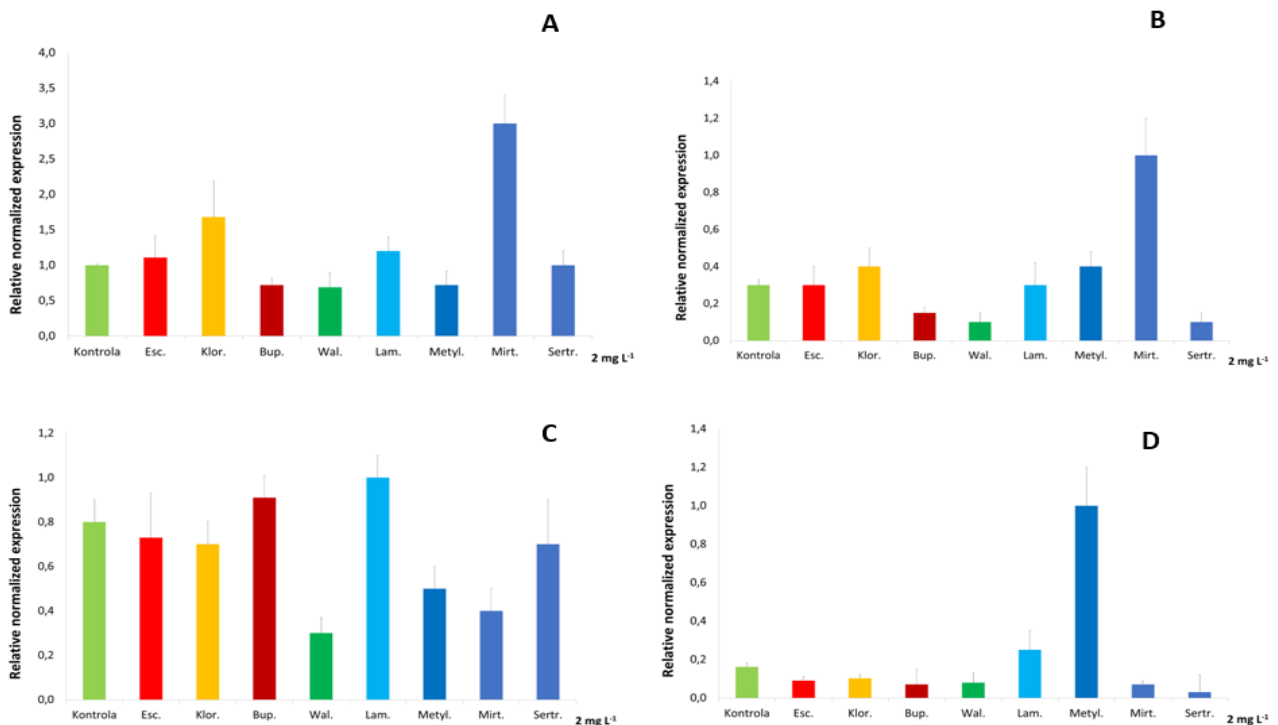 A
Relative normalized expression
4,0
3,5
3,0
2,5
2,0
1,5
1,0
0,5
0,0
Kontrola Esc. Klor. Bup. Wal. Lam. Metyl. Mirt. Sertr. 2 mg L⁻¹
B
Relative normalized expression
1,4
1,2
1,0
0,8
0,6
0,4
0,2
0,0
Kontrola Esc. Klor. Bup. Wal. Lam. Metyl. Mirt. Sertr. 2 mg L⁻¹
C
Relative normalized expression
1,2
1,0
0,8
0,6
0,4
0,2
0,0
Kontrola Esc. Klor. Bup. Wal. Lam. Metyl. Mirt. Sertr. 2 mg L⁻¹
D
Relative normalized expression
1,4
1,2
1,0
0,8
0,6
0,4
0,2
0,0
Kontrola Esc. Klor. Bup. Wal. Lam. Metyl. Mirt. Sertr. 2 mg L⁻¹